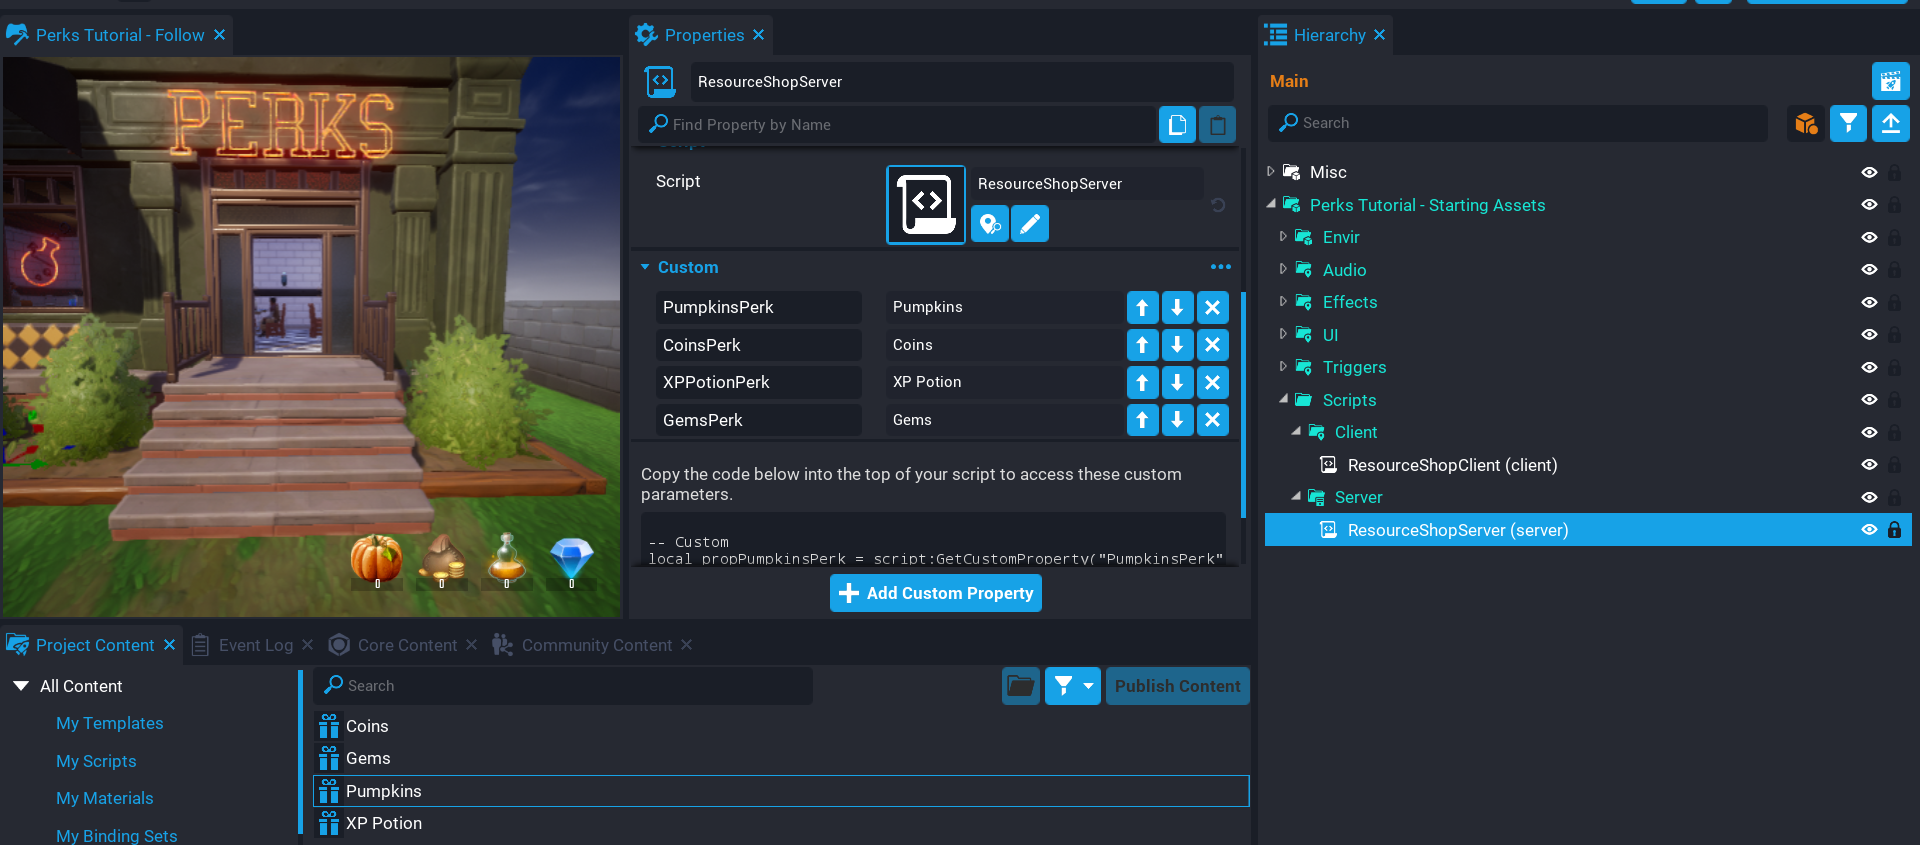 Perks Tutorial - Follow
PERKS
0 0 0 0
Properties
ResourceShopServer
Find Property by Name
Script
Script
ResourceShopServer
Custom
PumpkinsPerk Pumpkins
CoinsPerk Coins
XPPotionPerk XP Potion
GemsPerk Gems
Copy the code below into the top of your script to access these custom
parameters.
-- Custom
local propPumpkinsPerk = script:GetCustomProperty("PumpkinsPerk"
Add Custom Property
Hierarchy
Main
Search
Misc
Perks Tutorial - Starting Assets
Envir
Audio
Effects
UI
Triggers
Scripts
Client
ResourceShopClient (client)
Server
ResourceShopServer (server)
Project Content Event Log Core Content Community Content
All Content
My Templates
My Scripts
My Materials
My Binding Sets
Search
Publish Content
Coins
Gems
Pumpkins
XP Potion